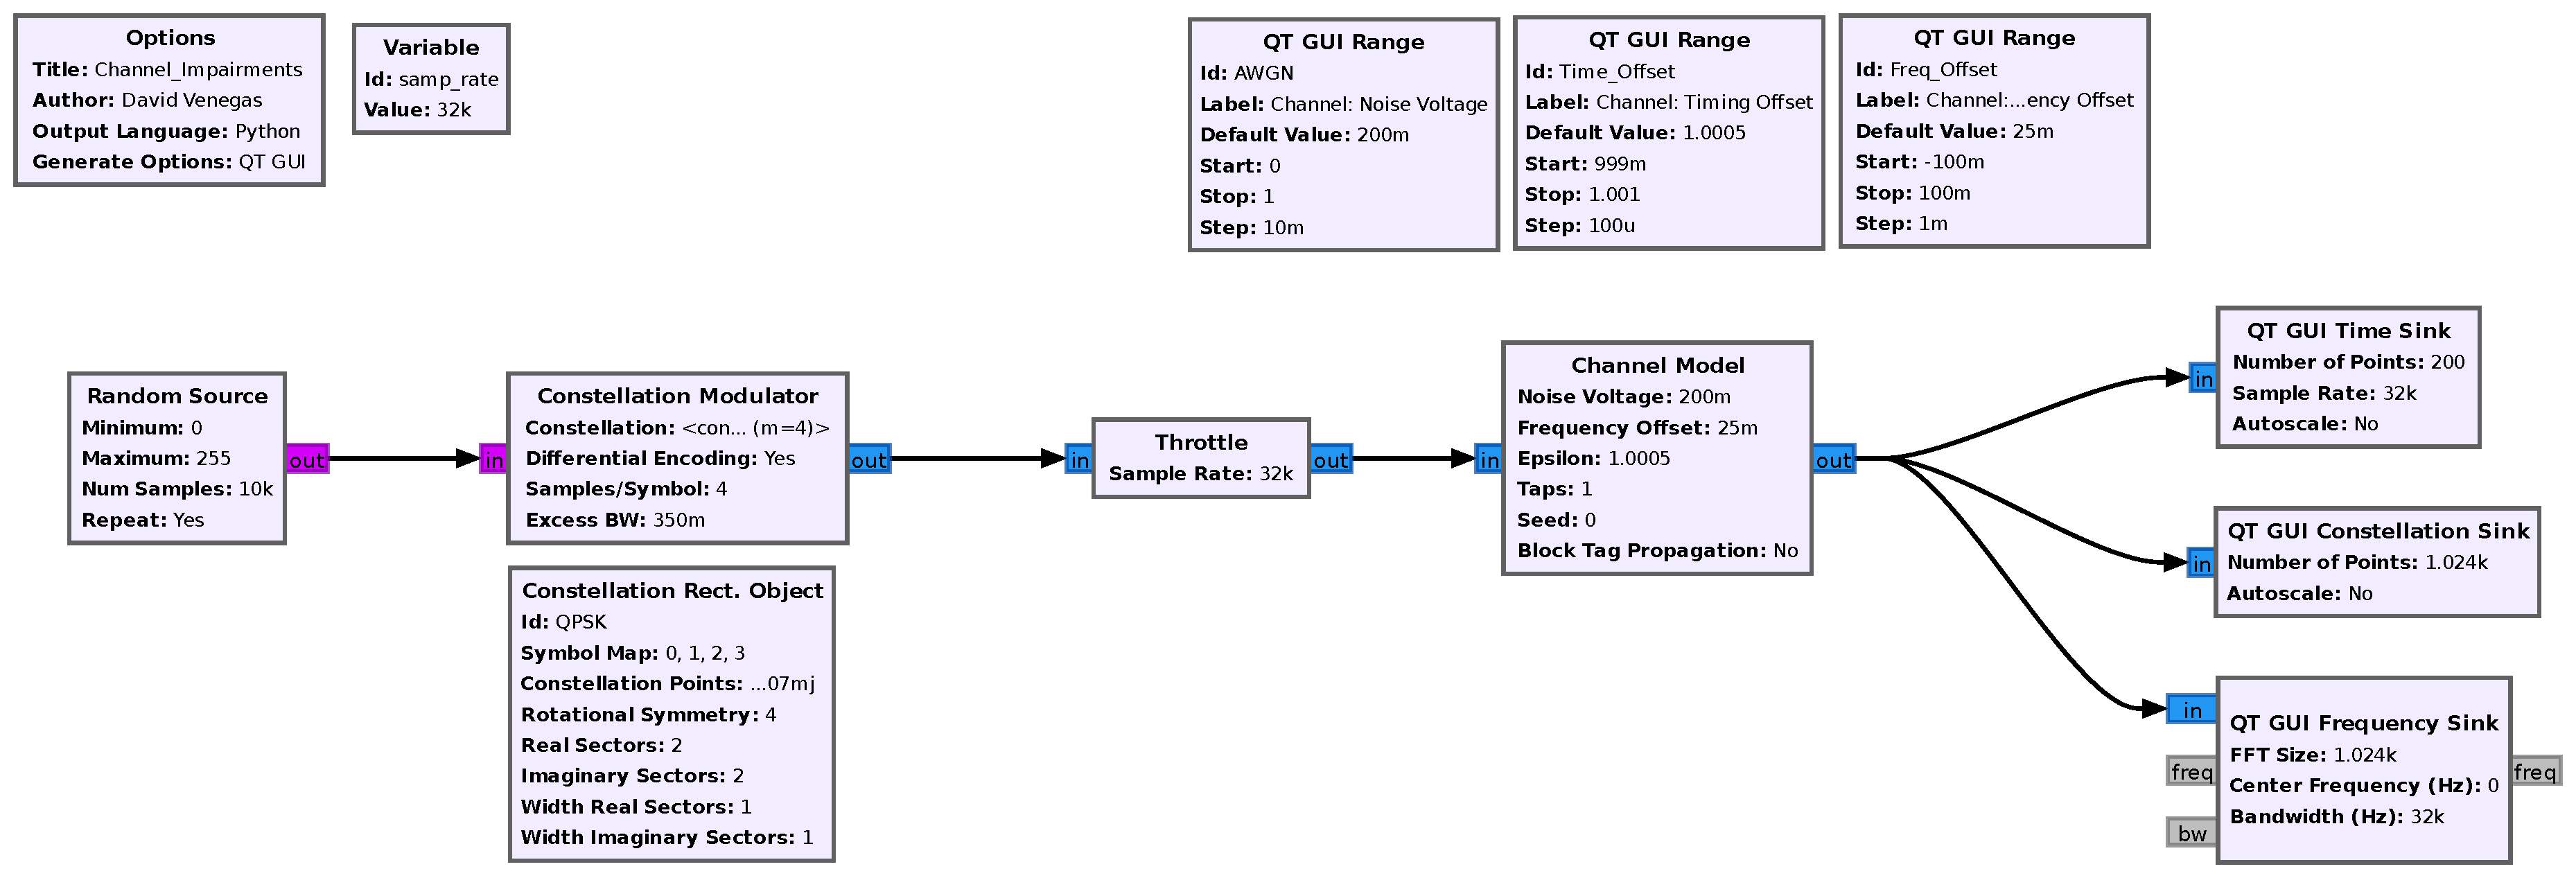 Options
Title: Channel_Impairments
Author: David Venegas
Output Language: Python
Generate Options: QT GUI
Variable
Id: samp_rate
Value: 32k
QT GUI Range
Id: AWGN
Label: Channel: Noise Voltage
Default Value: 200m
Start: 0
Stop: 1
Step: 10m
QT GUI Range
Id: Time_Offset
Label: Channel: Timing Offset
Default Value: 1.0005
Start: 999m
Stop: 1.001
Step: 100u
QT GUI Range
Id: Freq_Offset
Label: Channel:...ency Offset
Default Value: 25m
Start: -100m
Stop: 100m
Step: 1m
Random Source
Minimum: 0
Maximum: 255
Num Samples: 10k
Repeat: Yes
out
in
Constellation Modulator
Constellation: <con... (m=4)>
Differential Encoding: Yes
Samples/Symbol: 4
Excess BW: 350m
out
Constellation Rect. Object
Id: QPSK
Symbol Map: 0, 1, 2, 3
Constellation Points: ...07mj
Rotational Symmetry: 4
Real Sectors: 2
Imaginary Sectors: 2
Width Real Sectors: 1
Width Imaginary Sectors: 1
in
Throttle
Sample Rate: 32k
out
in
Channel Model
Noise Voltage: 200m
Frequency Offset: 25m
Epsilon: 1.0005
Taps: 1
Seed: 0
Block Tag Propagation: No
out
in
QT GUI Time Sink
Number of Points: 200
Sample Rate: 32k
Autoscale: No
in
QT GUI Constellation Sink
Number of Points: 1.024k
Autoscale: No
in
freq
bw
QT GUI Frequency Sink
FFT Size: 1.024k
Center Frequency (Hz): 0
Bandwidth (Hz): 32k
freq